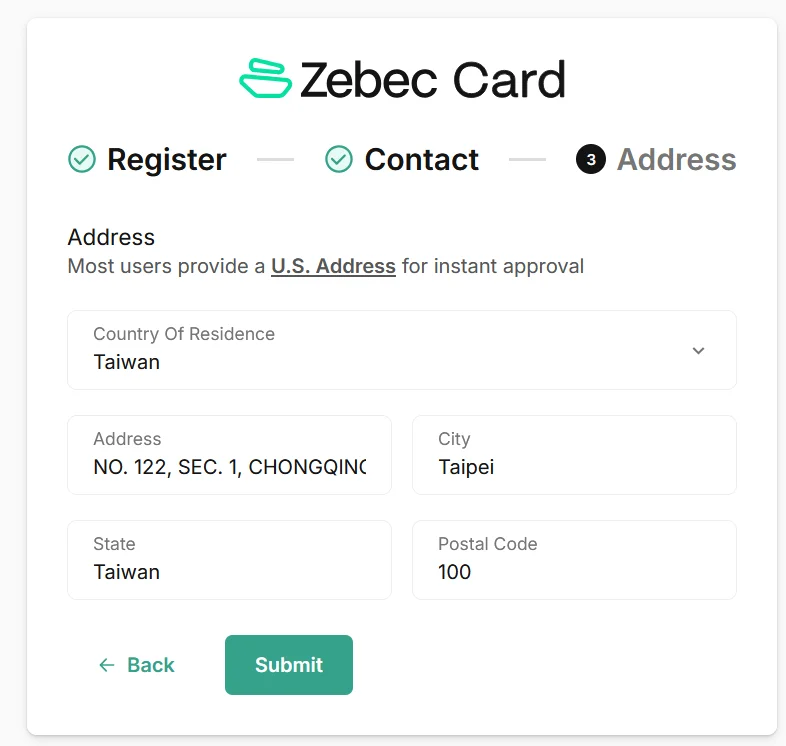 Zebec Card
Register
Contact
3 Address
Address
Most users provide a U.S. Address for instant approval
Country Of Residence
Taiwan
Address
NO. 122, SEC. 1, CHONGQING
City
Taipei
State
Taiwan
Postal Code
100
← Back
Submit